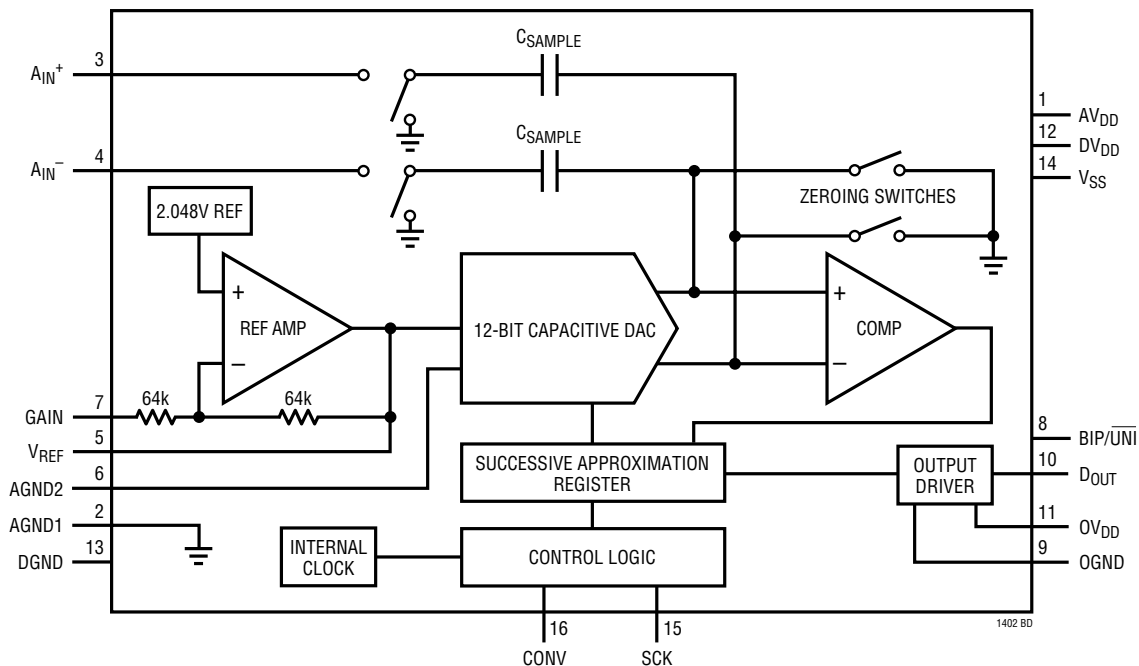 C_SAMPLE
3
A_IN^+
1
AV_DD
12
DV_DD
14
V_SS
C_SAMPLE
4
A_IN^−
ZEROING SWITCHES
2.048V REF
+
REF AMP
−
12-BIT CAPACITIVE DAC
+
COMP
−
64k
64k
7
GAIN
5
V_REF
6
AGND2
2
AGND1
13
DGND
8
BIP/U̅N̅I̅
10
D_OUT
11
OV_DD
9
OGND
SUCCESSIVE APPROXIMATION
REGISTER
OUTPUT
DRIVER
INTERNAL
CLOCK
CONTROL LOGIC
16
CONV
15
SCK
1402 BD